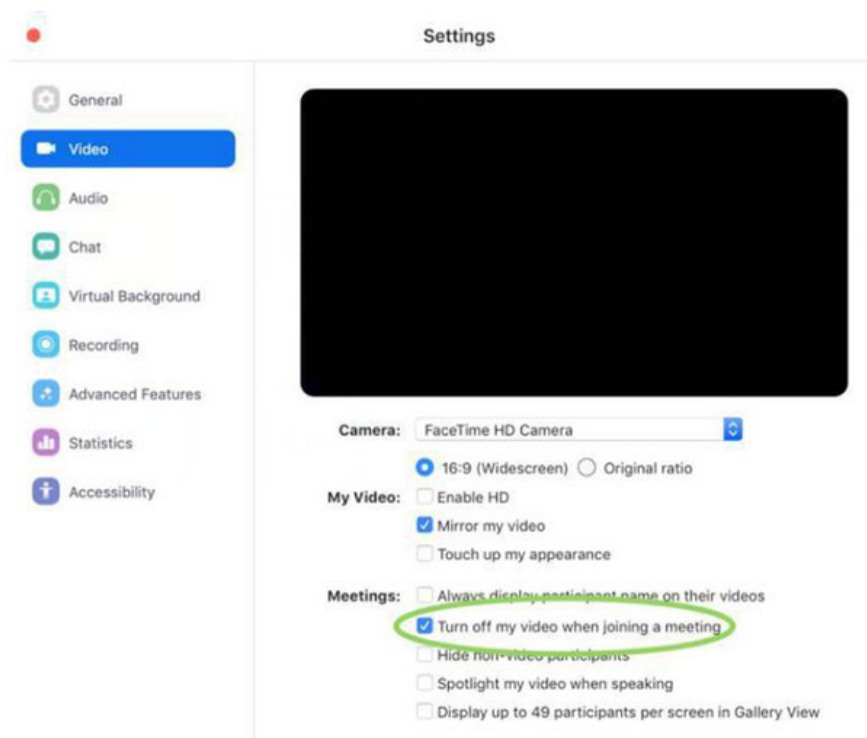 Settings
General
Video
Audio
Chat
Virtual Background
Recording
Advanced Features
Statistics
Accessibility
Camera: FaceTime HD Camera
16:9 (Widescreen) Original ratio
My Video: Enable HD
Mirror my video
Touch up my appearance
Meetings: Always display participant name on their videos
Turn off my video when joining a meeting
Hide non-video participants
Spotlight my video when speaking
Display up to 49 participants per screen in Gallery View